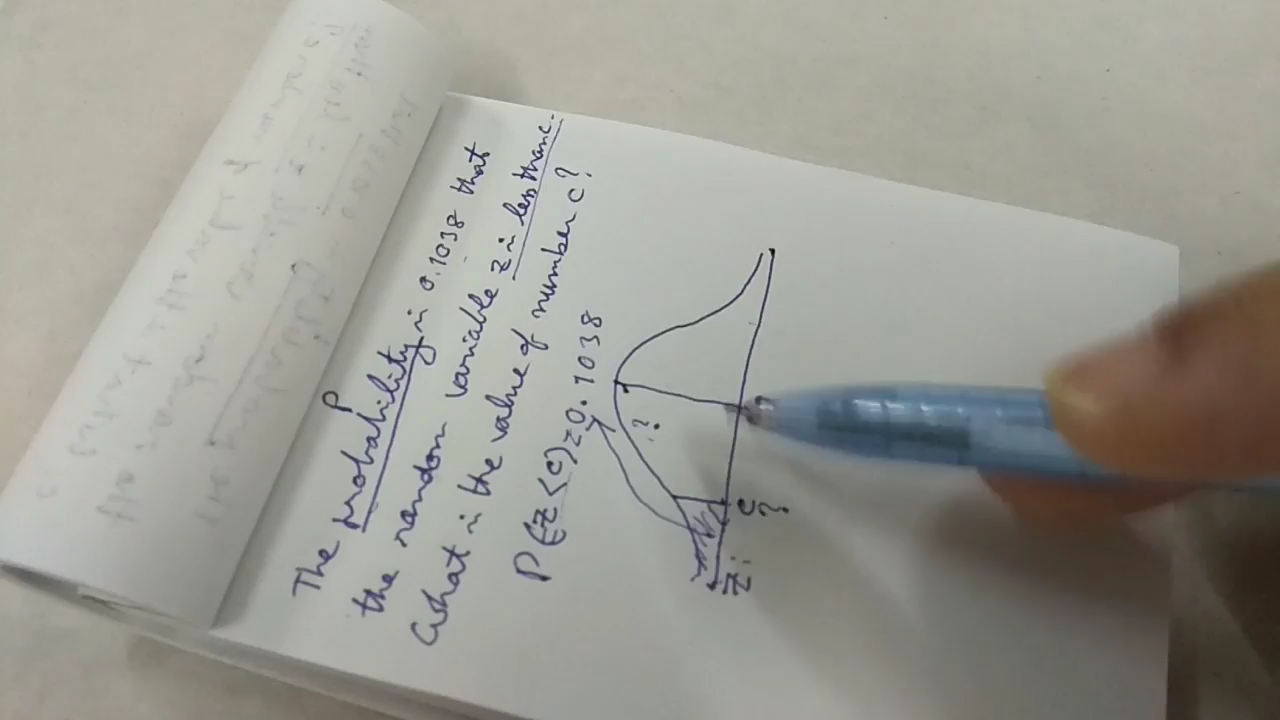 The probability is 0.1038 that
P
the random variable z is less than c.
What is the value of number c?
P(z<c)=0.1038
?
c
?
z